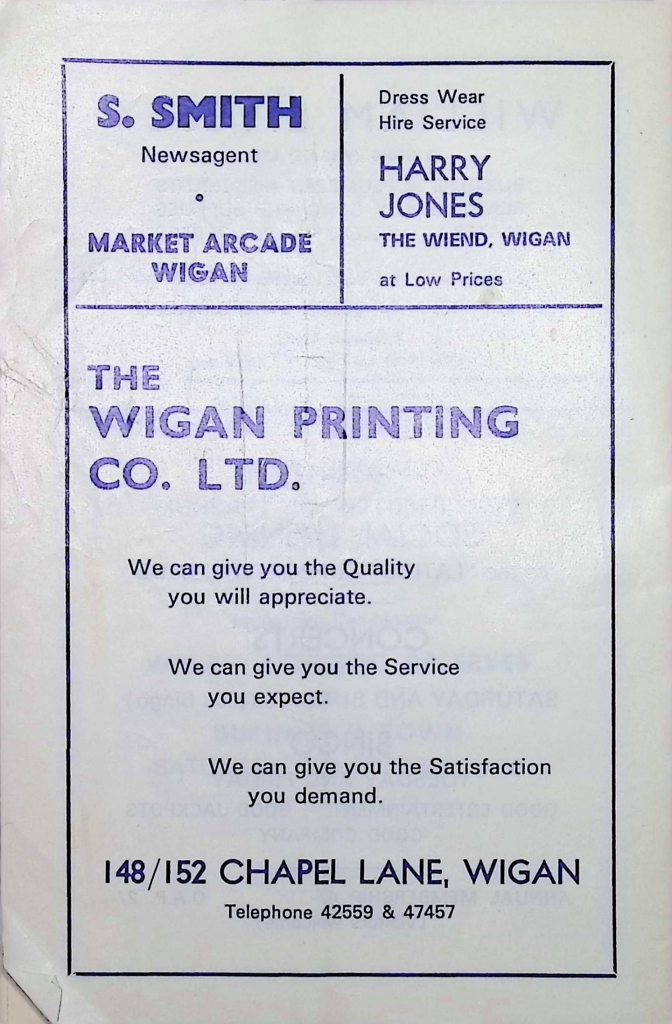 S. SMITH
Newsagent
MARKET ARCADE
WIGAN
Dress Wear
Hire Service
HARRY
JONES
THE WIEND, WIGAN
at Low Prices
THE
WIGAN PRINTING
CO. LTD.
We can give you the Quality
you will appreciate.
We can give you the Service
you expect.
We can give you the Satisfaction
you demand.
148/152 CHAPEL LANE, WIGAN
Telephone 42559 & 47457